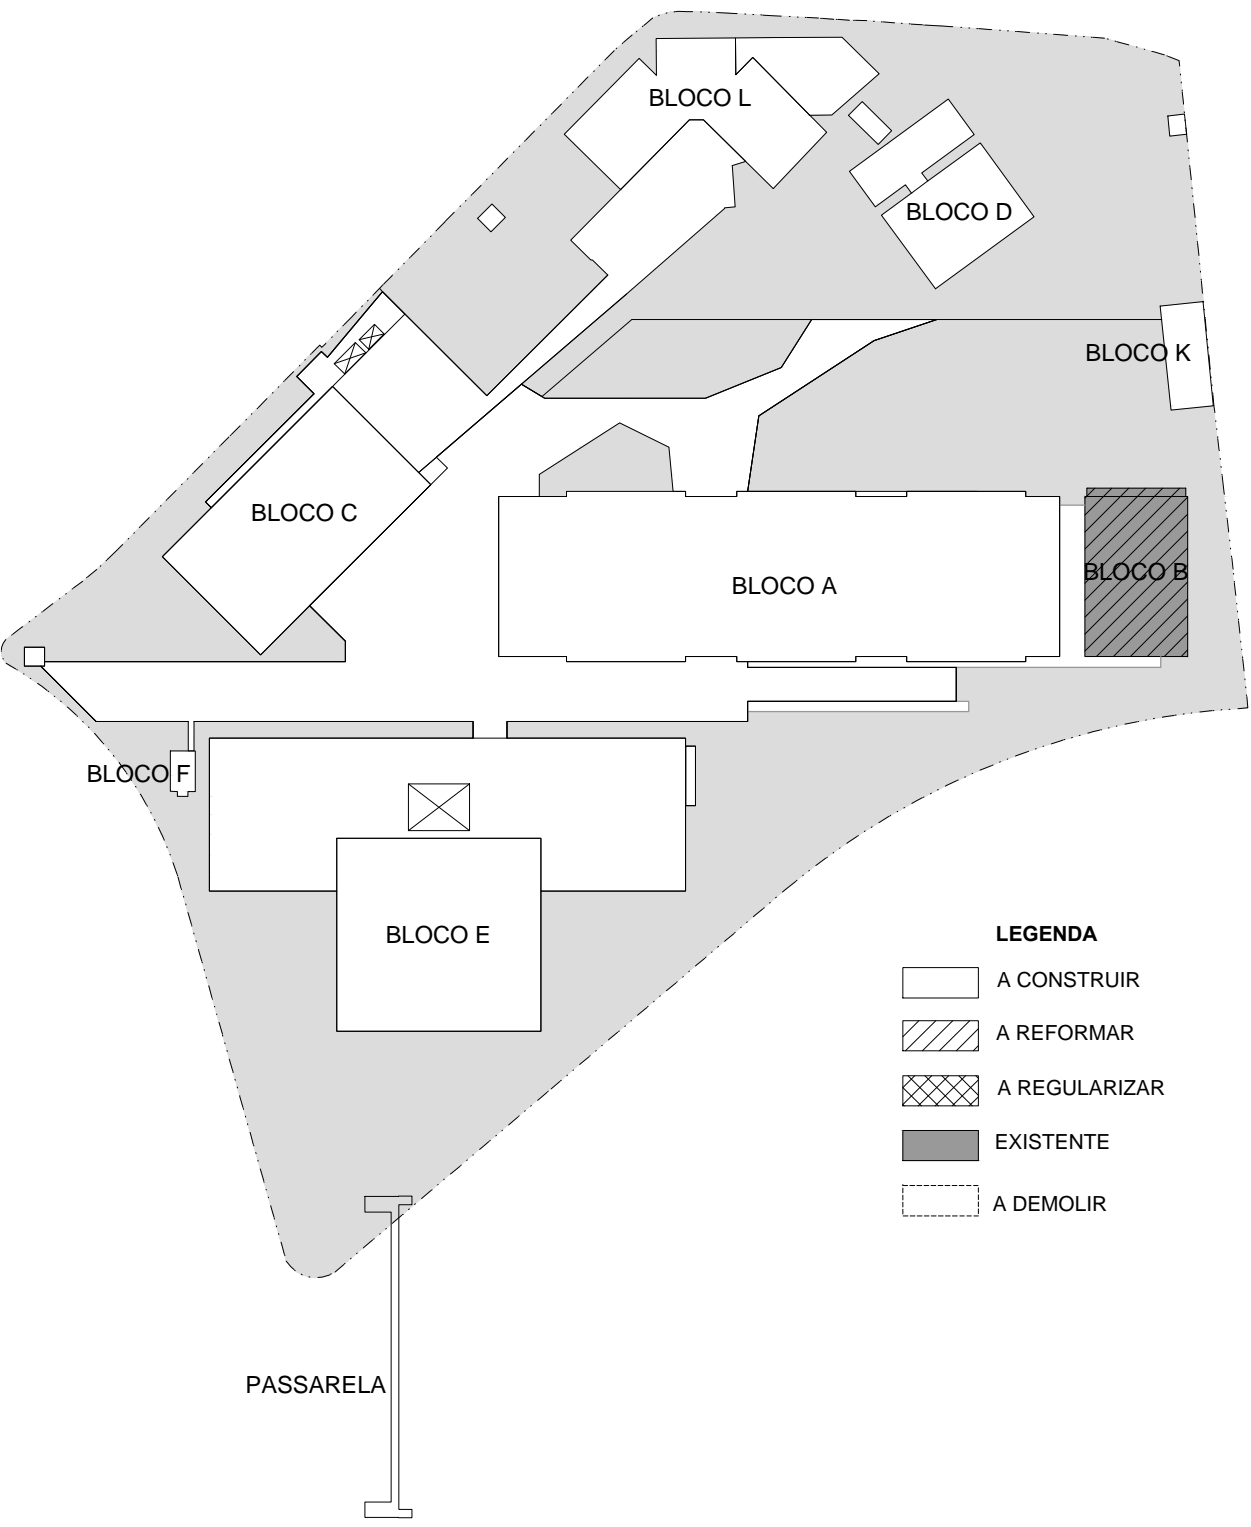 BLOCO L
BLOCO D
BLOCO K
BLOCO C
BLOCO A
BLOCO B
BLOCO F
BLOCO E
LEGENDA
A CONSTRUIR
A REFORMAR
A REGULARIZAR
EXISTENTE
A DEMOLIR
PASSARELA